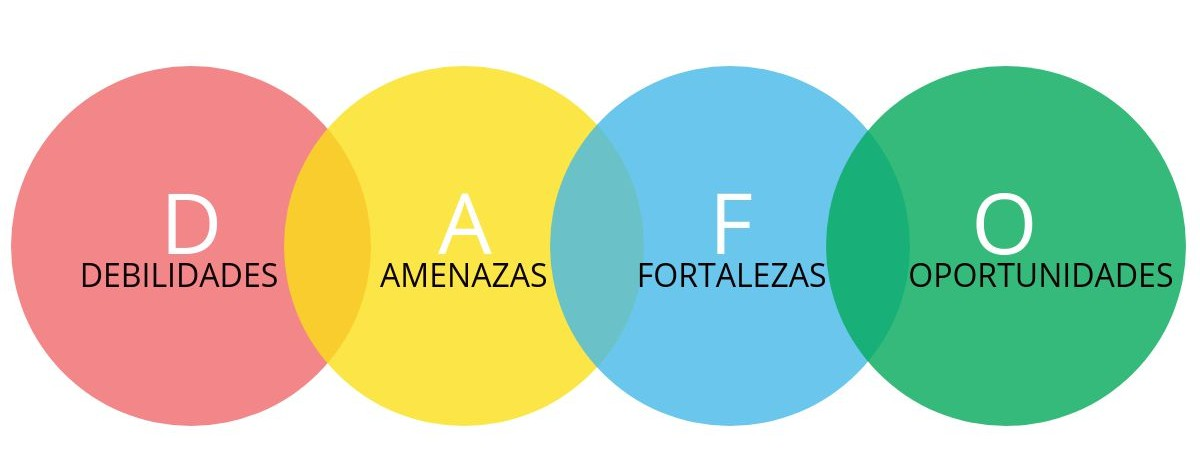 D
DEBILIDADES
A
AMENAZAS
F
FORTALEZAS
O
OPORTUNIDADES